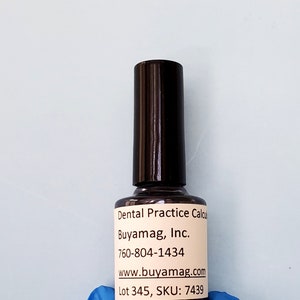 Dental Practice Calcu
Buyamag, Inc.
760-804-1434
www.buyamag.com
Lot 345, SKU: 7439